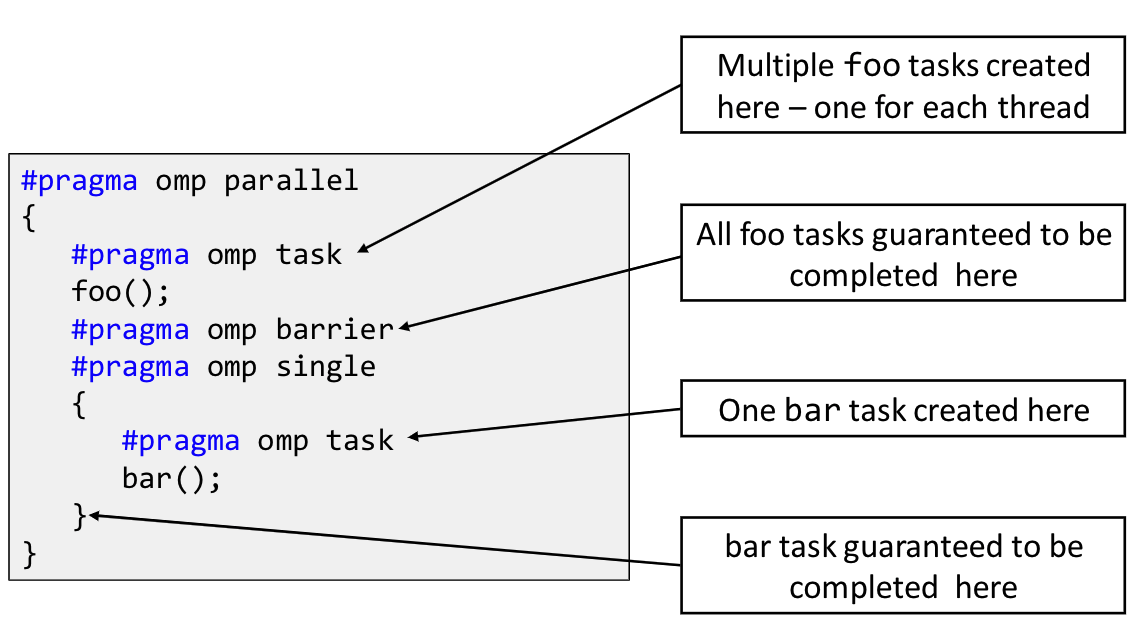 #pragma omp parallel
{
#pragma omp task
foo();
#pragma omp barrier
#pragma omp single
{
#pragma omp task
bar();
}
}
Multiple foo tasks created
here – one for each thread
All foo tasks guaranteed to be
completed here
One bar task created here
bar task guaranteed to be
completed here